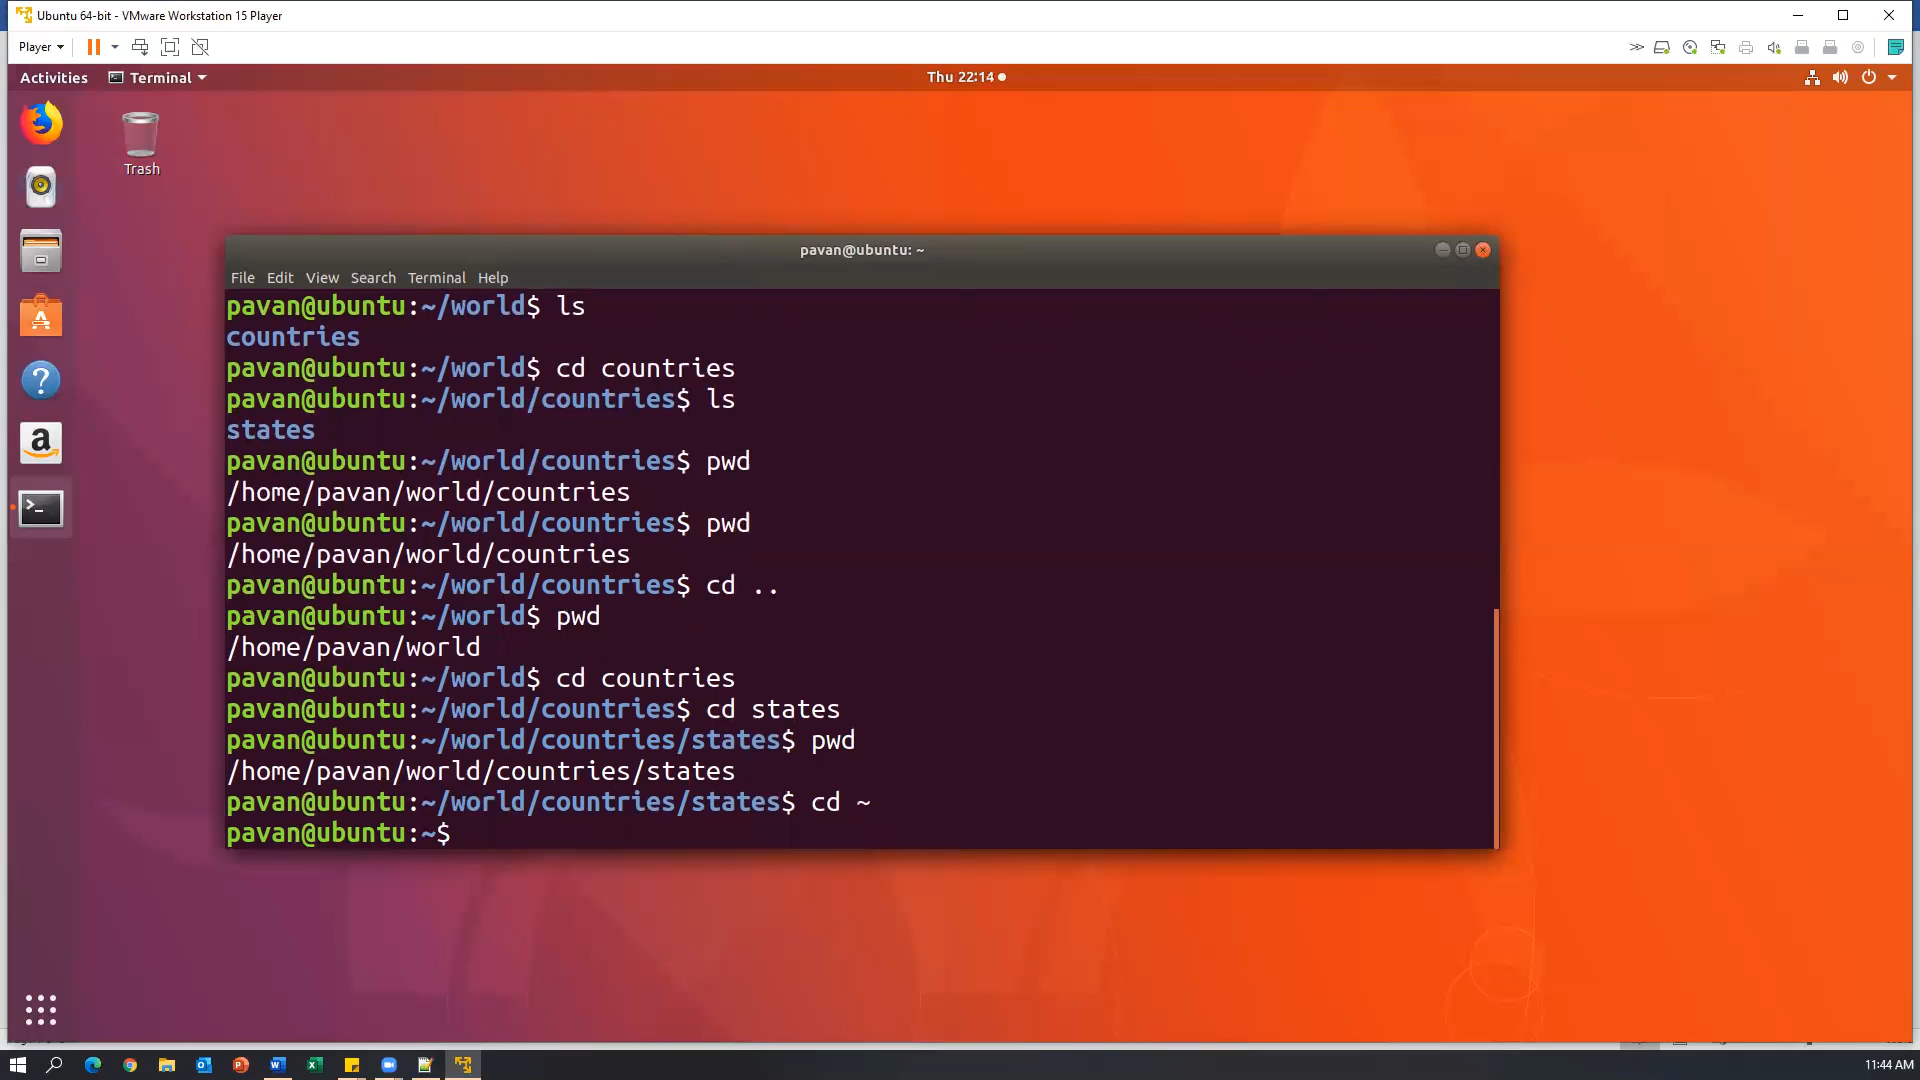 Ubuntu 64-bit - VMware Workstation 15 Player
Player
Activities
Terminal
Thu 22:14
Trash
pavan@ubuntu: ~
File Edit View Search Terminal Help
pavan@ubuntu:~/world$ ls
countries
pavan@ubuntu:~/world$ cd countries
pavan@ubuntu:~/world/countries$ ls
states
pavan@ubuntu:~/world/countries$ pwd
/home/pavan/world/countries
pavan@ubuntu:~/world/countries$ pwd
/home/pavan/world/countries
pavan@ubuntu:~/world/countries$ cd ..
pavan@ubuntu:~/world$ pwd
/home/pavan/world
pavan@ubuntu:~/world$ cd countries
pavan@ubuntu:~/world/countries$ cd states
pavan@ubuntu:~/world/countries/states$ pwd
/home/pavan/world/countries/states
pavan@ubuntu:~/world/countries/states$ cd ~
pavan@ubuntu:~$
11:44 AM